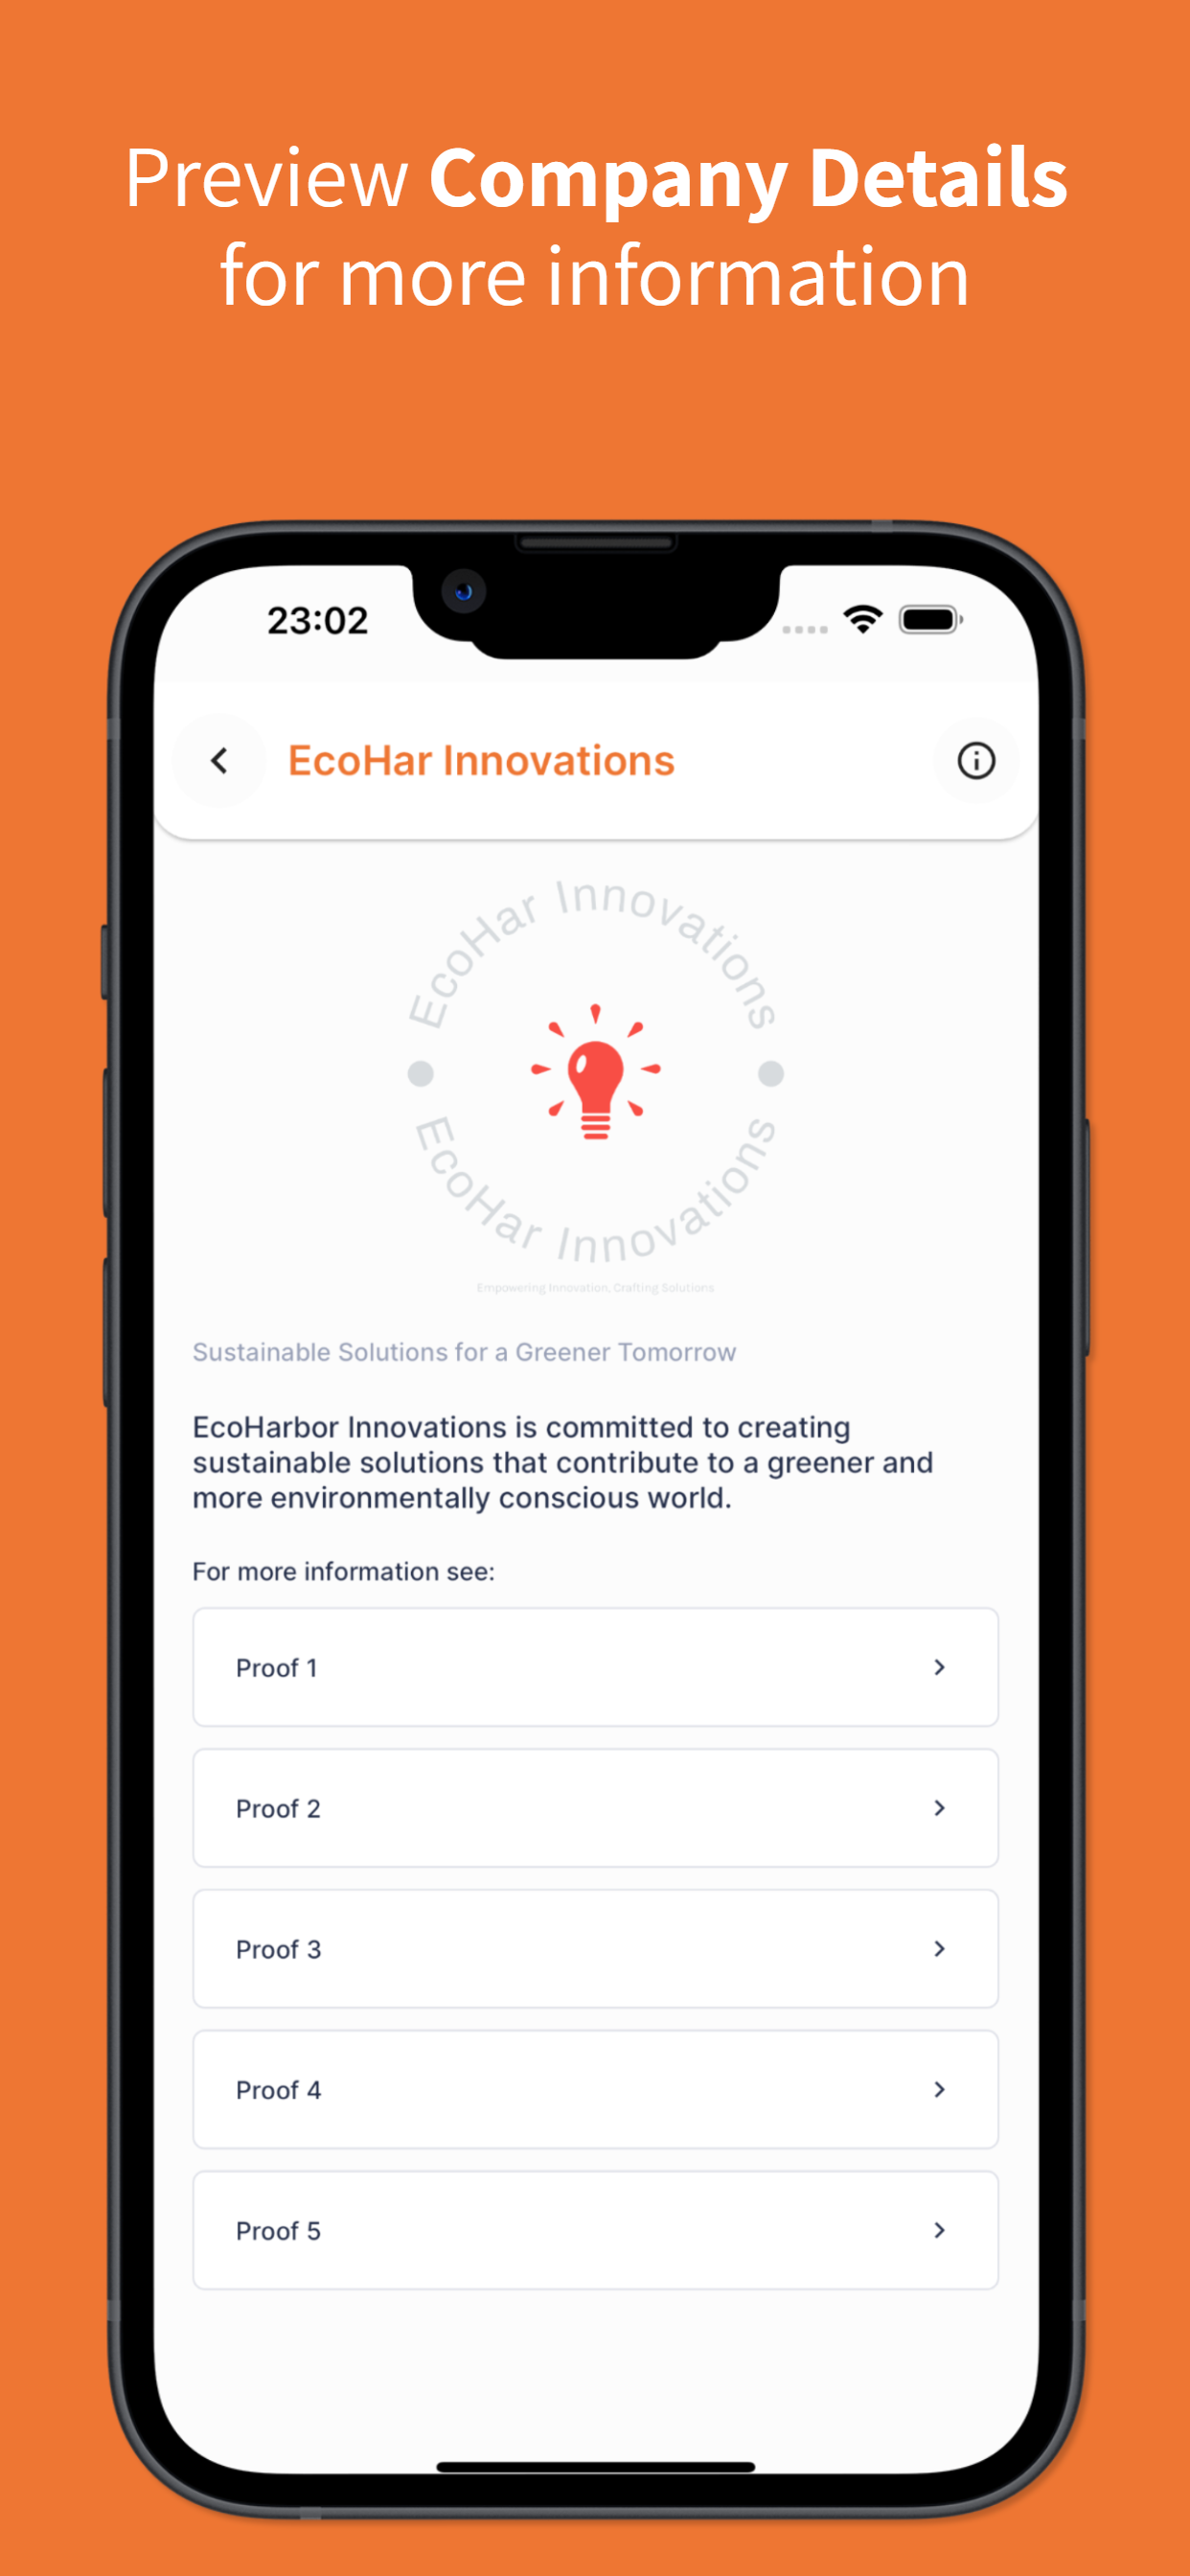 Preview Company Details
for more information
23:02
EcoHar Innovations
EcoHar Innovations
EcoHar Innovations
Empowering Innovation, Crafting Solutions
Sustainable Solutions for a Greener Tomorrow
EcoHarbor Innovations is committed to creating
sustainable solutions that contribute to a greener and
more environmentally conscious world.
For more information see:
Proof 1
Proof 2
Proof 3
Proof 4
Proof 5